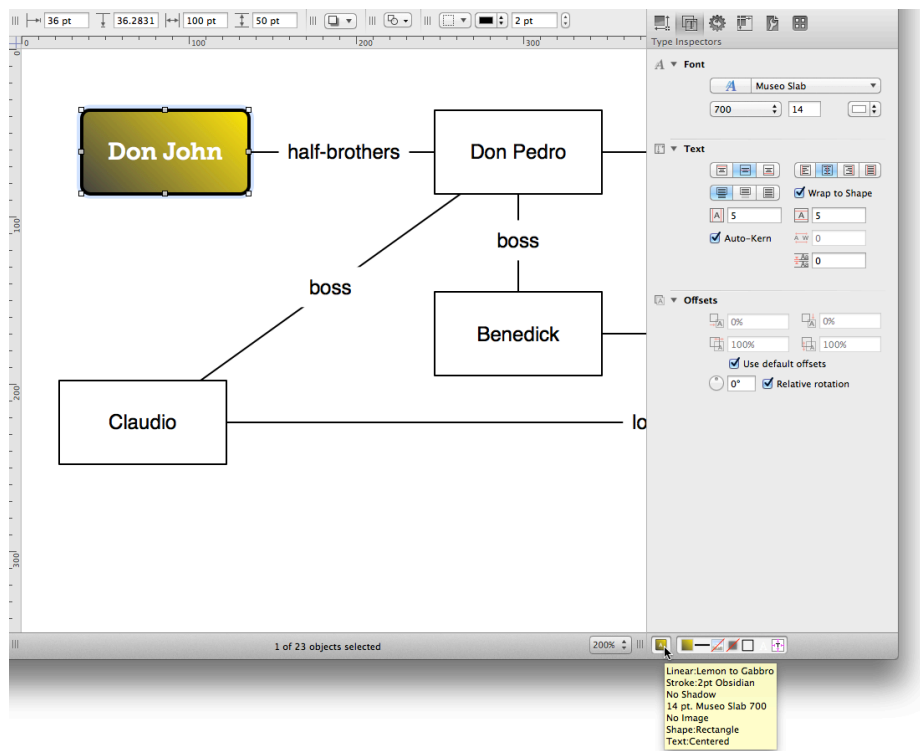 36 pt 36.2831 100 pt 50 pt 2 pt
Type Inspectors
0 100 200 300
Font
A Museo Slab
700 14
Text
Wrap to Shape
5 5
Auto-Kern 0
0
Offsets
0% 0%
100% 100%
Use default offsets
0° Relative rotation
0
100
200
300
Don John half-brothers Don Pedro
boss
boss
Benedick
Claudio lo
1 of 23 objects selected 200%
Linear:Lemon to Gabbro
Stroke:2pt Obsidian
No Shadow
14 pt. Museo Slab 700
No Image
Shape:Rectangle
Text:Centered